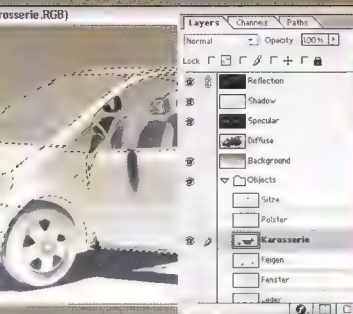 rosserie,RGB)
Layers Channels Paths
Normal Opacity: 100%
Lock
Reflection
Shadow
Specular
Diffuse
Background
Objects
Sitze
Polster
Karosserie
Felgen
Fenster
Leder